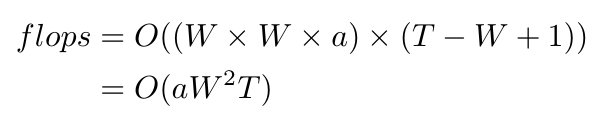 flops = O((W × W × a) × (T − W + 1))
= O(aW²T)